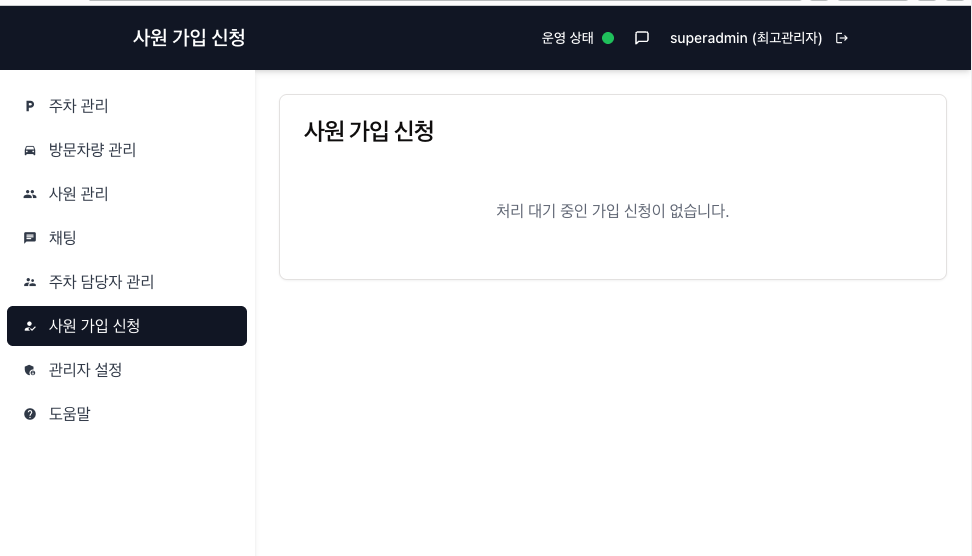 사원 가입 신청
운영 상태
superadmin (최고관리자)
P 주차 관리
방문차량 관리
사원 관리
채팅
주차 담당자 관리
사원 가입 신청
관리자 설정
? 도움말
사원 가입 신청
처리 대기 중인 가입 신청이 없습니다.